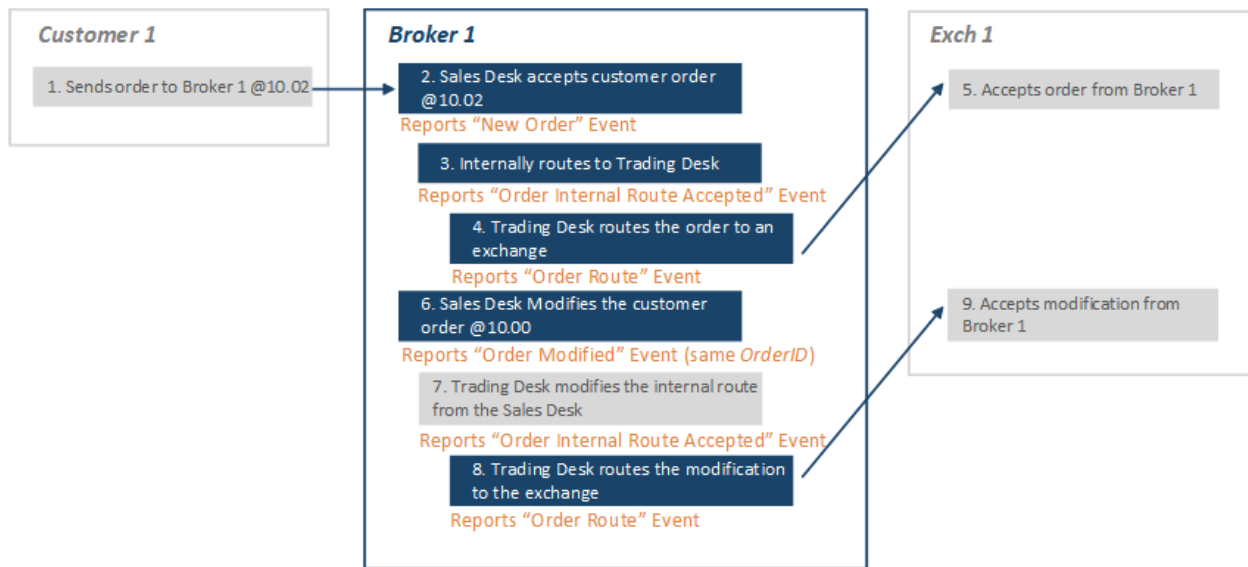 Customer 1
1. Sends order to Broker 1 @10.02
Broker 1
2. Sales Desk accepts customer order
@10.02
Reports “New Order” Event
3. Internally routes to Trading Desk
Reports “Order Internal Route Accepted” Event
4. Trading Desk routes the order to an
exchange
Reports “Order Route” Event
6. Sales Desk Modifies the customer
order @10.00
Reports “Order Modified” Event (same OrderID)
7. Trading Desk modifies the internal route
from the Sales Desk
Reports “Order Internal Route Accepted” Event
8. Trading Desk routes the modification
to the exchange
Reports “Order Route” Event
Exch 1
5. Accepts order from Broker 1
9. Accepts modification from
Broker 1